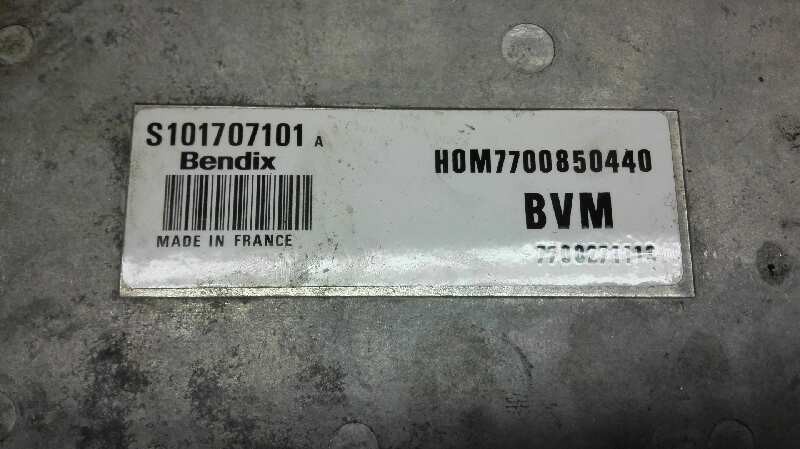 S101707101 A
Bendix
MADE IN FRANCE
HOM7700850440
BVM